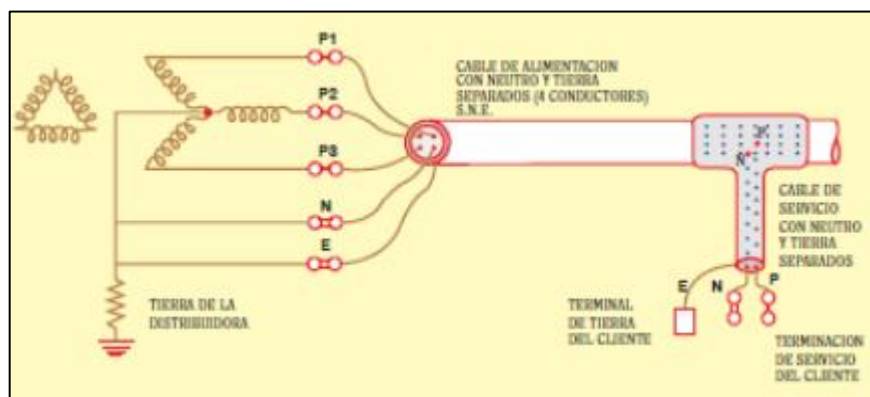 P1
P2
P3
N
E
CABLE DE ALIMENTACION
CON NEUTRO Y TIERRA
SEPARADOS (4 CONDUCTORES)
S.N.E.
P
N
CABLE DE
SERVICIO
CON NEUTRO
Y TIERRA
SEPARADOS
TIERRA DE LA
DISTRIBUIDORA
E
N
P
TERMINAL
DE TIERRA
DEL CLIENTE
TERMINACION
DE SERVICIO
DEL CLIENTE